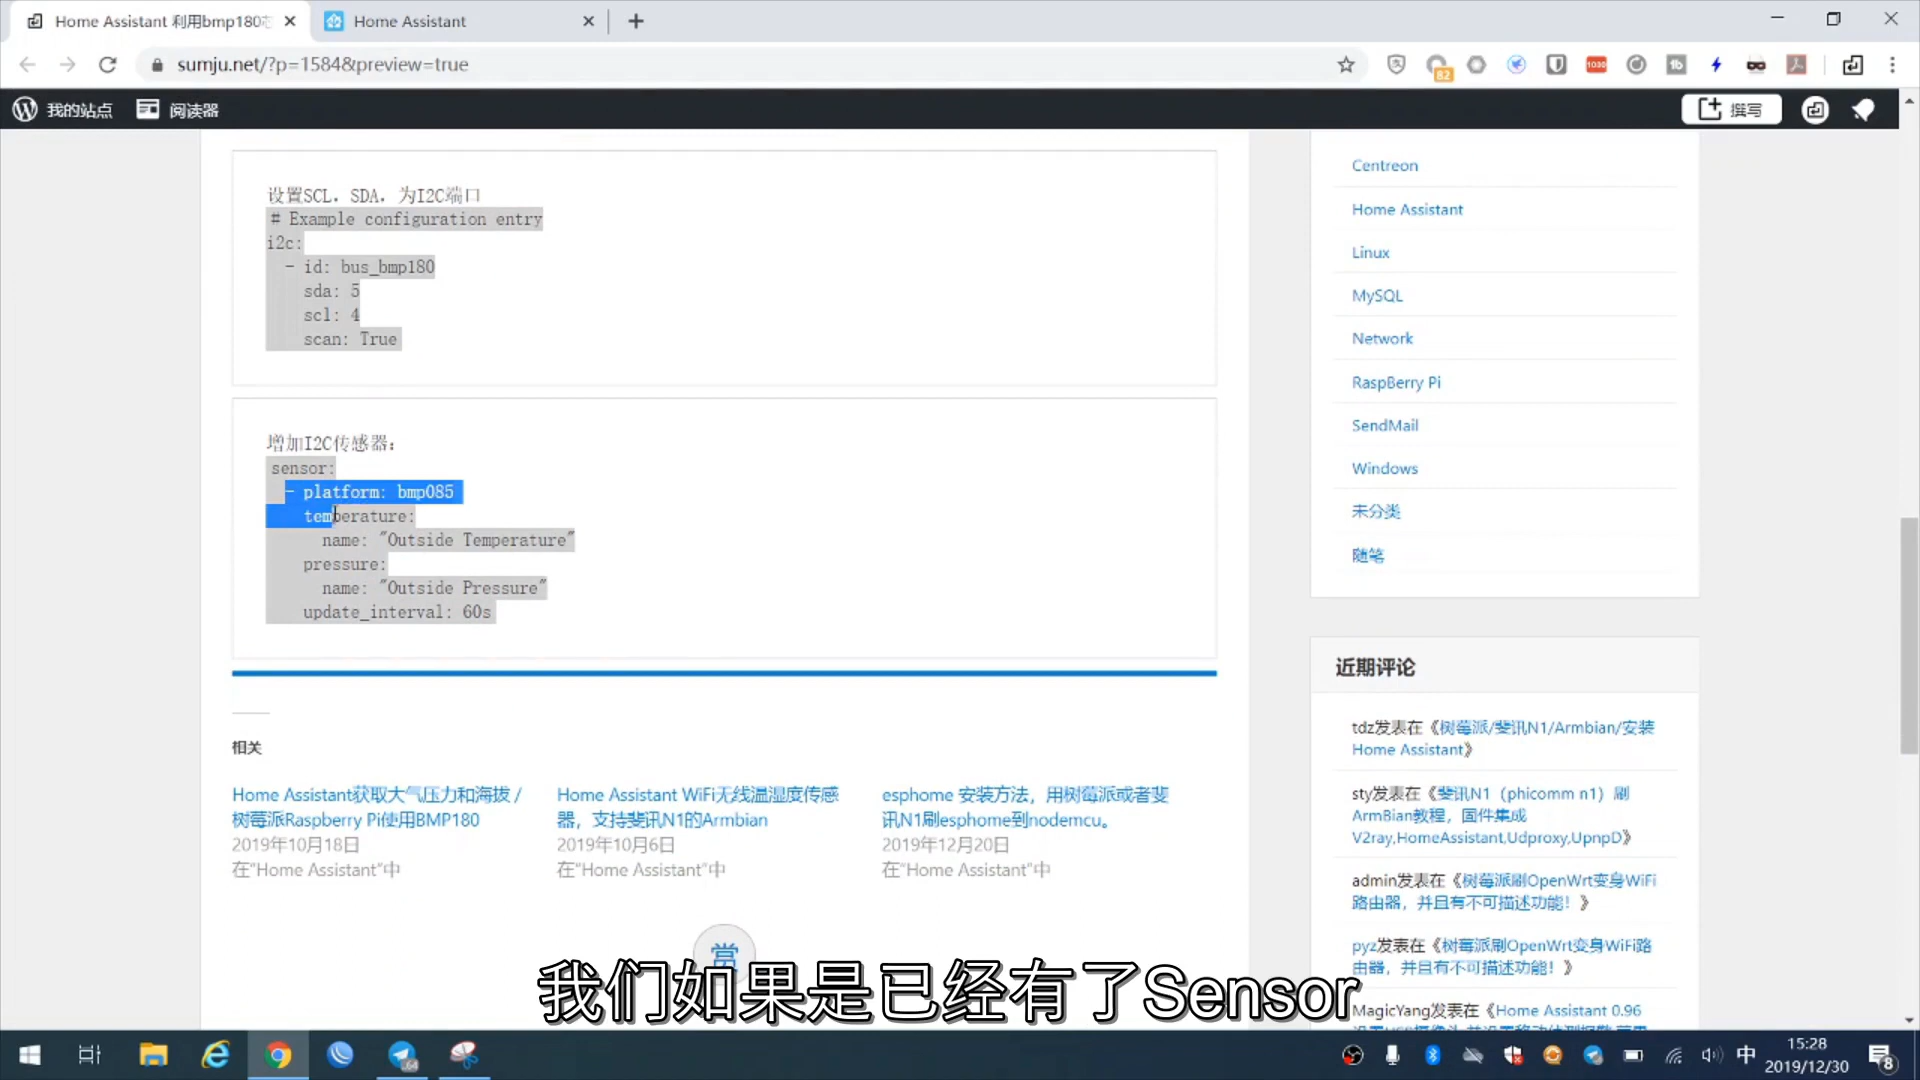 Home Assistant 利用bmp180
Home Assistant
sumju.net/?p=1584&preview=true
82
1030
1b
我的站点
阅读器
撰写
设置SCL，SDA，为I2C端口
# Example configuration entry
i2c:
- id: bus_bmp180
sda: 5
scl: 4
scan: True
增加I2C传感器：
sensor:
- platform: bmp085
temperature:
name: "Outside Temperature"
pressure:
name: "Outside Pressure"
update_interval: 60s
相关
Home Assistant获取大气压力和海拔 /
树莓派Raspberry Pi使用BMP180
2019年10月18日
在"Home Assistant"中
Home Assistant WiFi无线温湿度传感
器，支持斐讯N1的Armbian
2019年10月6日
在"Home Assistant"中
esphome 安装方法，用树莓派或者斐
讯N1刷esphome到nodemcu。
2019年12月20日
在"Home Assistant"中
赏
Centreon
Home Assistant
Linux
MySQL
Network
RaspBerry Pi
SendMail
Windows
未分类
随笔
近期评论
tdz发表在《树莓派/斐讯N1/Armbian/安装
Home Assistant》
sty发表在《斐讯N1（phicomm n1）刷
ArmBian教程，固件集成
V2ray,HomeAssistant,Udproxy,UpnpD》
admin发表在《树莓派刷OpenWrt变身WiFi
路由器，并且有不可描述功能！》
pyz发表在《树莓派刷OpenWrt变身WiFi路
由器，并且有不可描述功能！》
MagicYang发表在《Home Assistant 0.96
我们如果是已经有了Sensor
64
中
15:28
2019/12/30
8